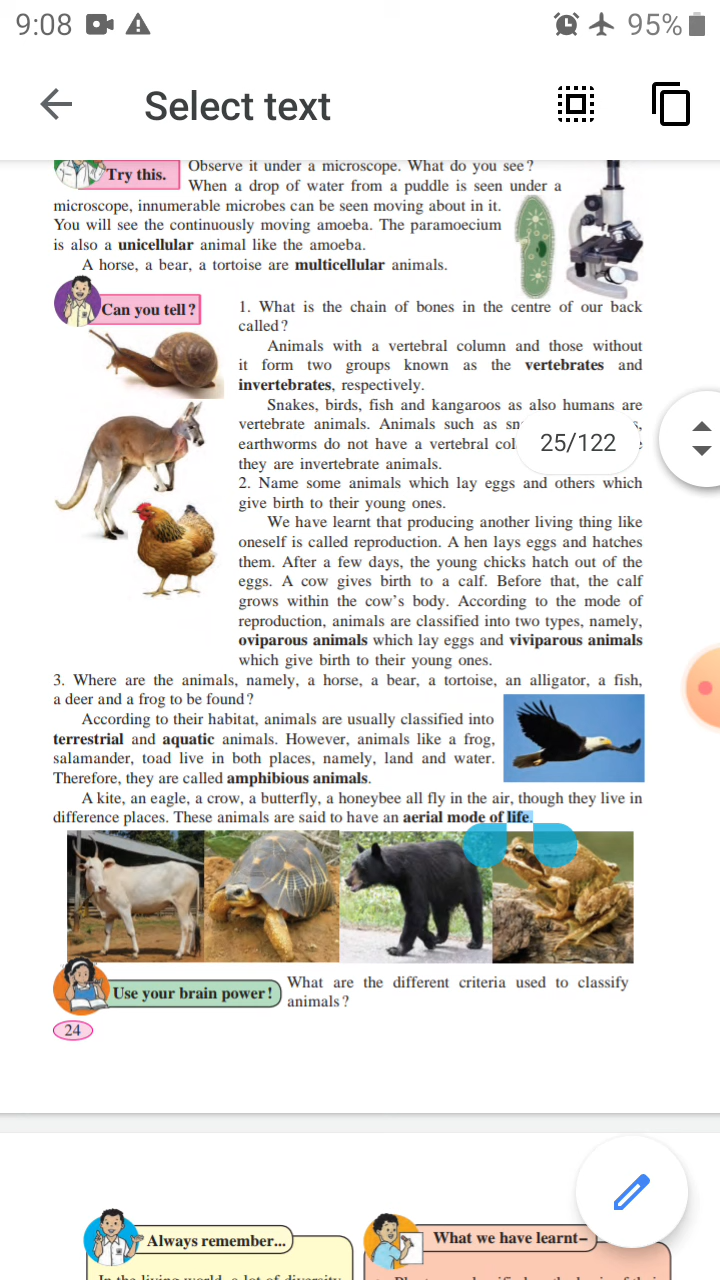 9:08
95%
Select text
Try this.
Observe it under a microscope. What do you see?
When a drop of water from a puddle is seen under a
microscope, innumerable microbes can be seen moving about in it.
You will see the continuously moving amoeba. The paramoecium
is also a unicellular animal like the amoeba.
A horse, a bear, a tortoise are multicellular animals.
Can you tell?
1. What is the chain of bones in the centre of our back
called?
Animals with a vertebral column and those without
it form two groups known as the vertebrates and
invertebrates, respectively.
Snakes, birds, fish and kangaroos as also humans are
vertebrate animals. Animals such as
earthworms do not have a vertebral
25/122
they are invertebrate animals.
2. Name some animals which lay eggs and others which
give birth to their young ones.
We have learnt that producing another living thing like
oneself is called reproduction. A hen lays eggs and hatches
them. After a few days, the young chicks hatch out of the
eggs. A cow gives birth to a calf. Before that, the calf
grows within the cow's body. According to the mode of
reproduction, animals are classified into two types, namely,
oviparous animals which lay eggs and viviparous animals
which give birth to their young ones.
3. Where are the animals, namely, a horse, a bear, a tortoise, an alligator, a fish,
a deer and a frog to be found?
According to their habitat, animals are usually classified into
terrestrial and aquatic animals. However, animals like a frog,
salamander, toad live in both places, namely, land and water.
Therefore, they are called amphibious animals.
A kite, an eagle, a crow, a butterfly, a honeybee all fly in the air, though they live in
difference places. These animals are said to have an aerial mode of life.
Use your brain power!
What are the different criteria used to classify
animals?
24
Always remember...
What we have learnt-